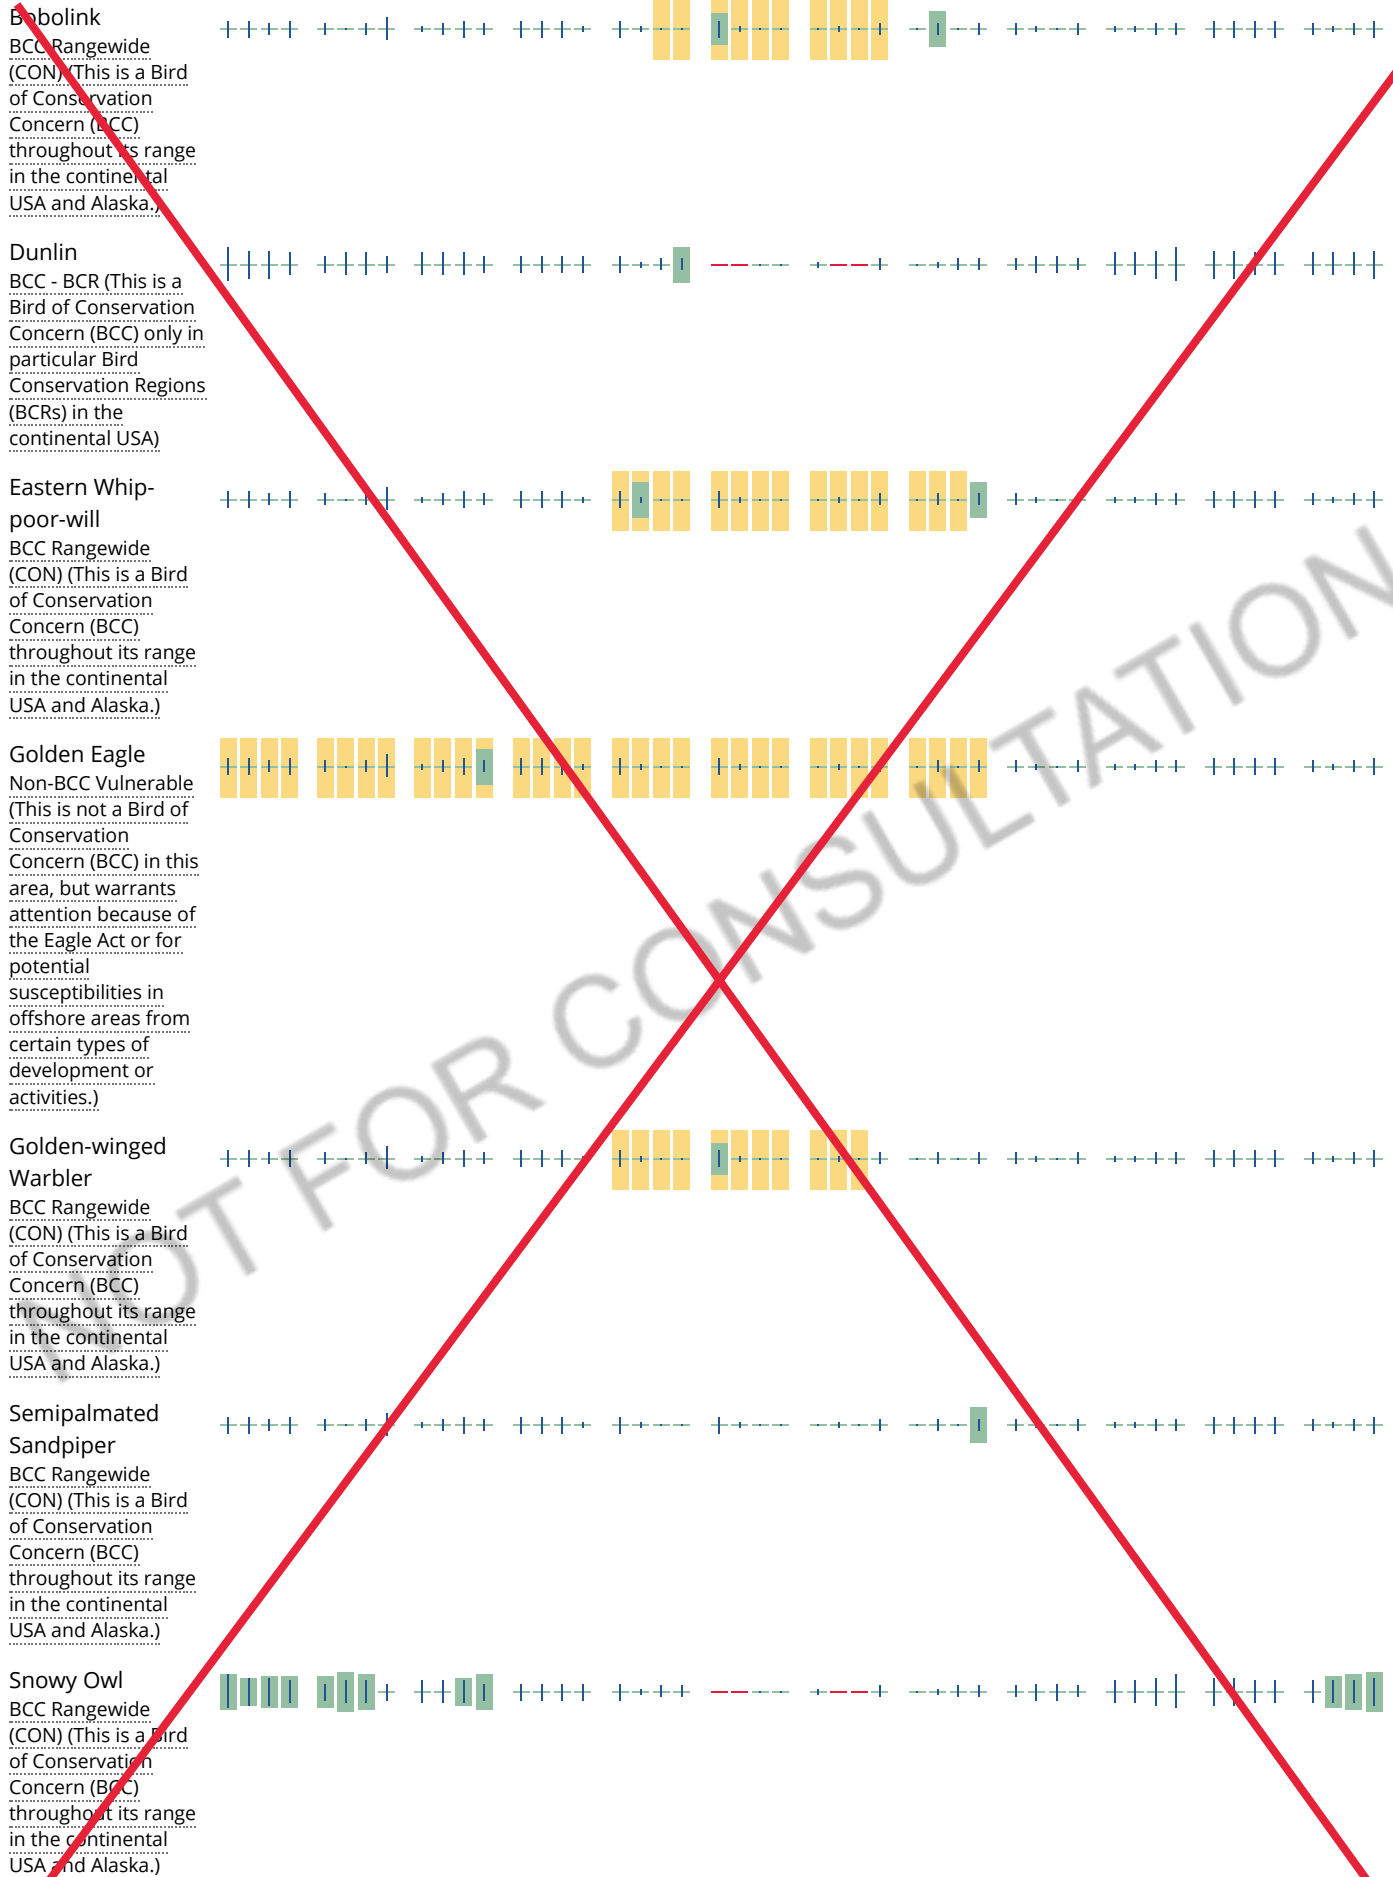 Bobolink
BCC Rangewide
(CON) (This is a Bird
of Conservation
Concern (BCC)
throughout its range
in the continental
USA and Alaska.)
Dunlin
BCC - BCR (This is a
Bird of Conservation
Concern (BCC) only in
particular Bird
Conservation Regions
(BCRs) in the
continental USA)
Eastern Whip-
poor-will
BCC Rangewide
(CON) (This is a Bird
of Conservation
Concern (BCC)
throughout its range
in the continental
USA and Alaska.)
Golden Eagle
Non-BCC Vulnerable
(This is not a Bird of
Conservation
Concern (BCC) in this
area, but warrants
attention because of
the Eagle Act or for
potential
susceptibilities in
offshore areas from
certain types of
development or
activities.)
Golden-winged
Warbler
BCC Rangewide
(CON) (This is a Bird
of Conservation
Concern (BCC)
throughout its range
in the continental
USA and Alaska.)
Semipalmated
Sandpiper
BCC Rangewide
(CON) (This is a Bird
of Conservation
Concern (BCC)
throughout its range
in the continental
USA and Alaska.)
Snowy Owl
BCC Rangewide
(CON) (This is a Bird
of Conservation
Concern (BCC)
throughout its range
in the continental
USA and Alaska.)
NOT FOR CONSULTATION